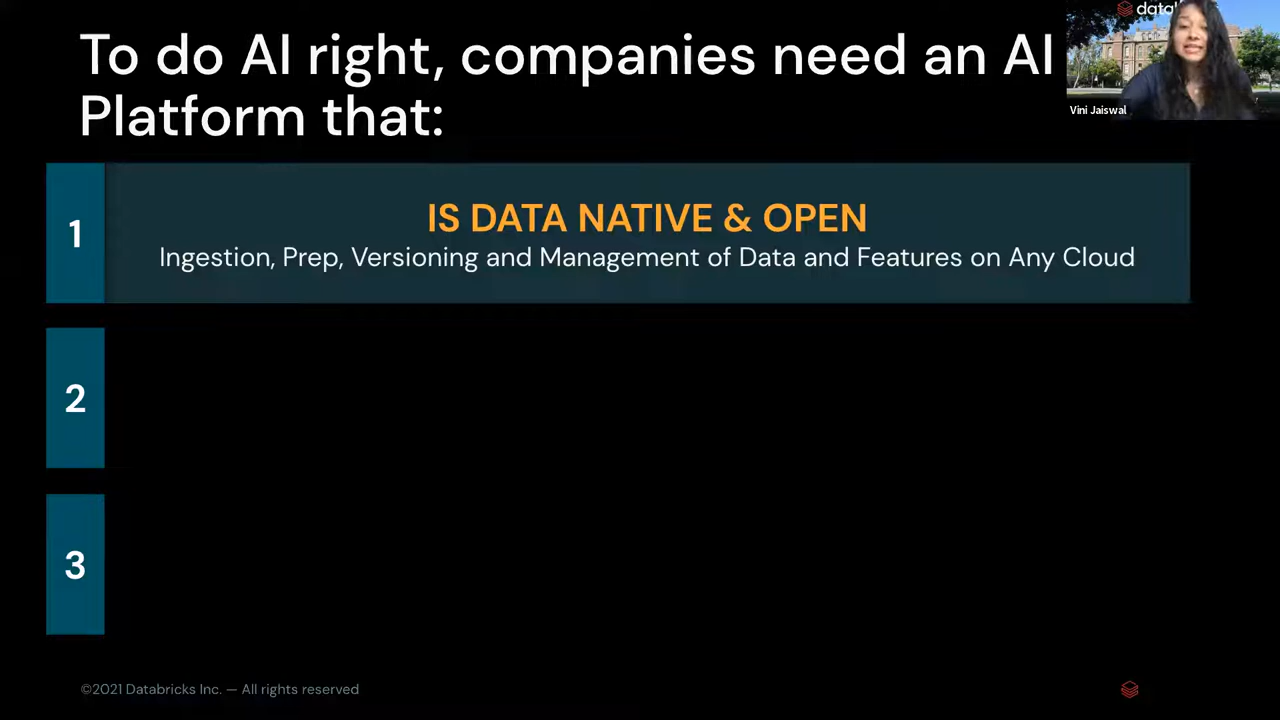 To do AI right, companies need an AI
Platform that:
Vini Jaiswal
1
IS DATA NATIVE & OPEN
Ingestion, Prep, Versioning and Management of Data and Features on Any Cloud
2
3
©2021 Databricks Inc. — All rights reserved